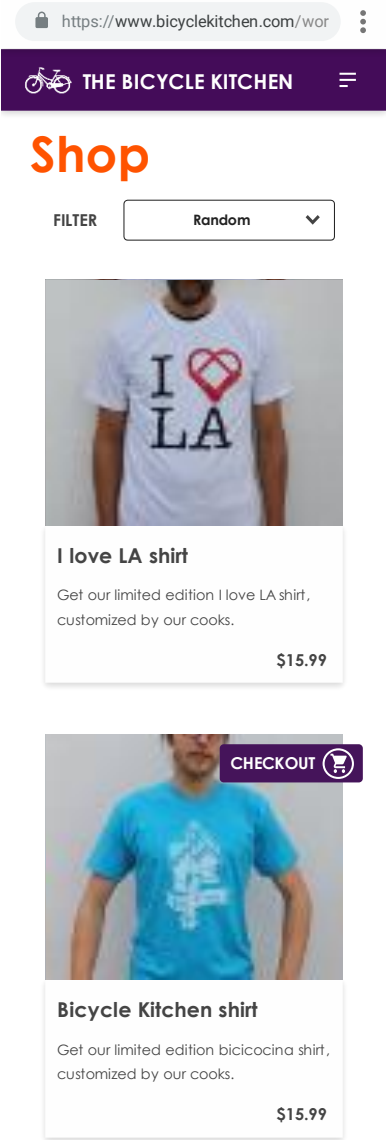 https://www.bicyclekitchen.com/wor
THE BICYCLE KITCHEN
Shop
FILTER
Random
I
LA
I love LA shirt
Get our limited edition I love LA shirt,
customized by our cooks.
$15.99
CHECKOUT
Bicycle Kitchen shirt
Get our limited edition bicicocina shirt,
customized by our cooks.
$15.99